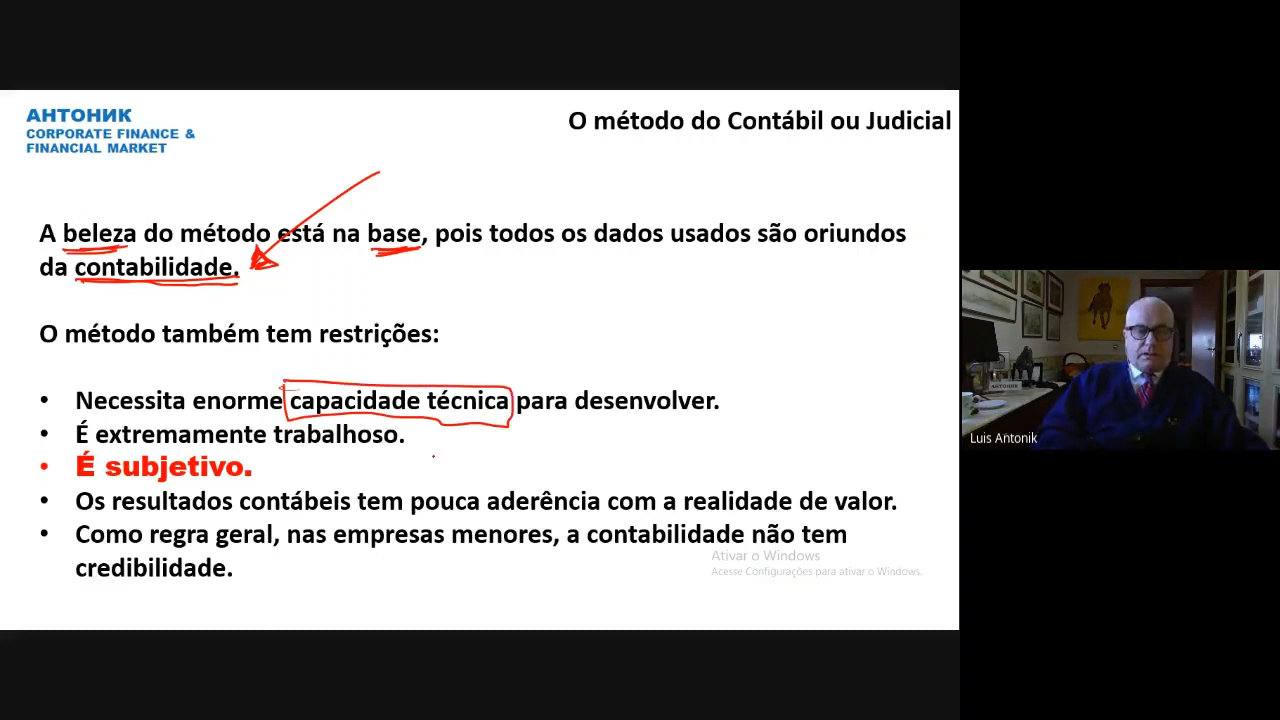 АНТОНИК
CORPORATE FINANCE &
FINANCIAL MARKET
O método do Contábil ou Judicial
A beleza do método está na base, pois todos os dados usados são oriundos
da contabilidade.
O método também tem restrições:
• Necessita enorme capacidade técnica para desenvolver.
• É extremamente trabalhoso.
• É subjetivo.
• Os resultados contábeis tem pouca aderência com a realidade de valor.
• Como regra geral, nas empresas menores, a contabilidade não tem
credibilidade.
Ativar o Windows
Acesse Configurações para ativar o Windows.
ANTONIK
Luis Antonik